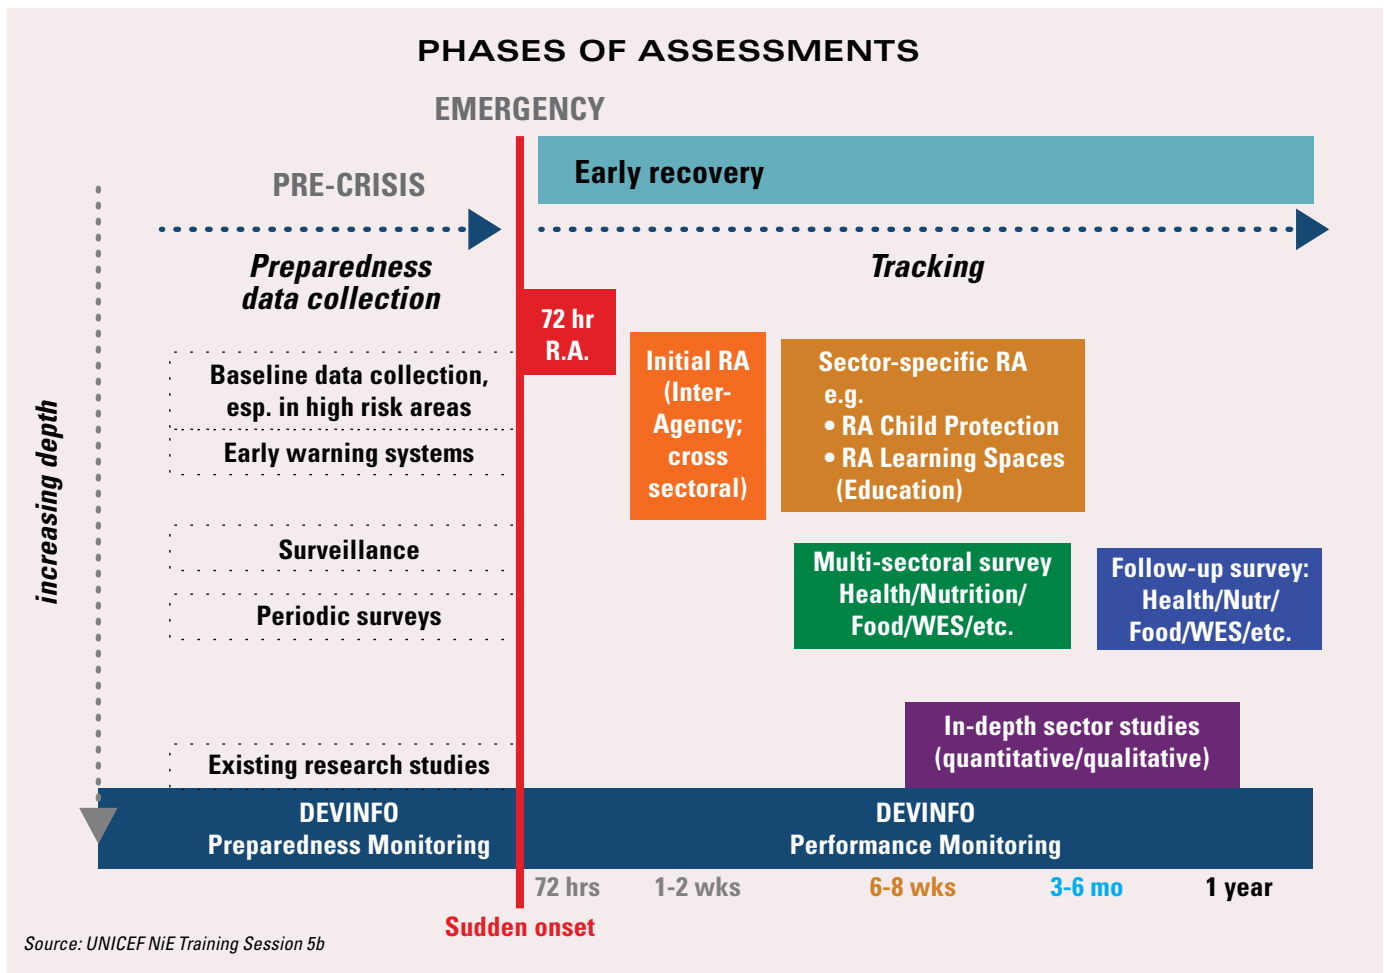 PHASES OF ASSESSMENTS
EMERGENCY
PRE-CRISIS
Early recovery
Preparedness
data collection
Tracking
increasing depth
72 hr
R.A.
Baseline data collection,
esp. in high risk areas
Early warning systems
Surveillance
Periodic surveys
Existing research studies
Initial RA
(Inter-
Agency;
cross
sectoral)
Sector-specific RA
e.g.
• RA Child Protection
• RA Learning Spaces
(Education)
Multi-sectoral survey
Health/Nutrition/
Food/WES/etc.
Follow-up survey:
Health/Nutr/
Food/WES/etc.
In-depth sector studies
(quantitative/qualitative)
DEVINFO
Preparedness Monitoring
DEVINFO
Performance Monitoring
72 hrs
1-2 wks
6-8 wks
3-6 mo
1 year
Sudden onset
Source: UNICEF NiE Training Session 5b